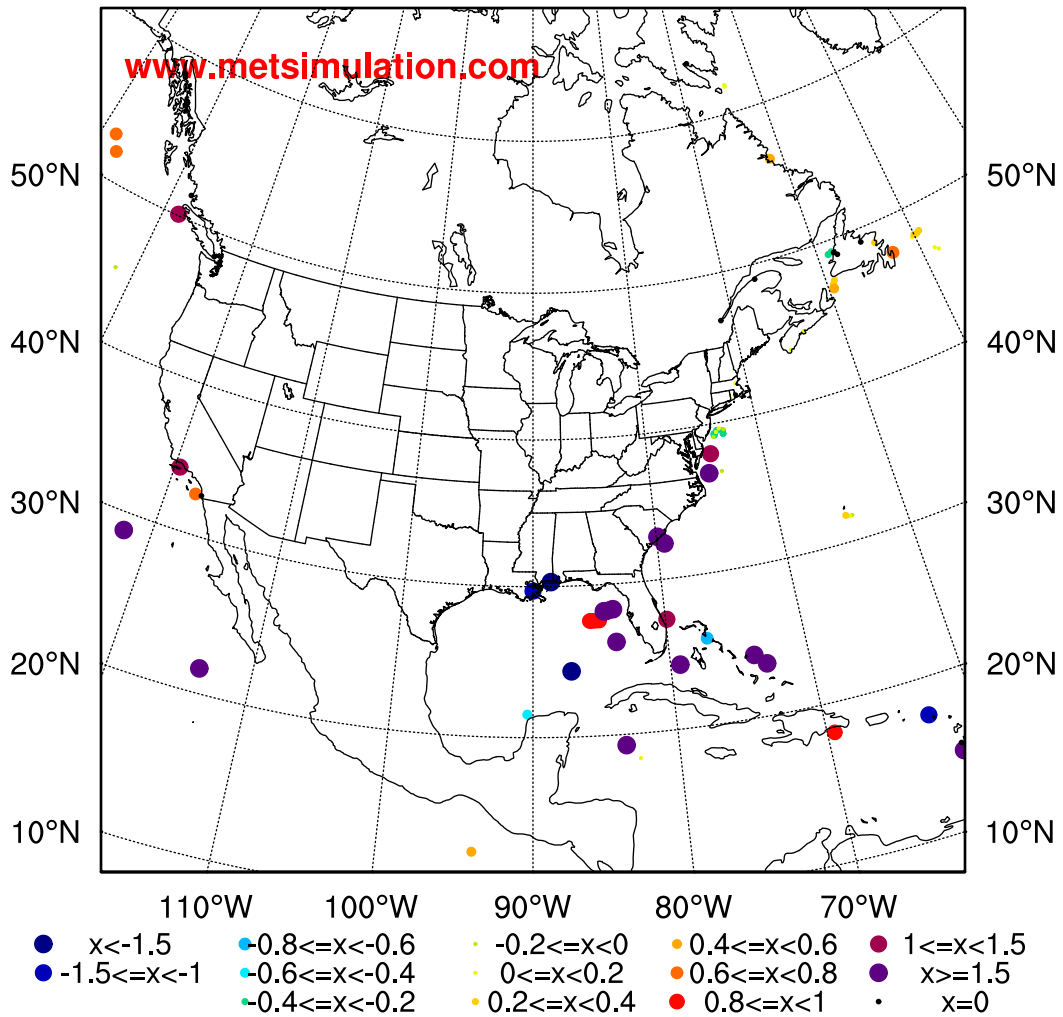 www.metsimulation.com
50°N 50°N
40°N 40°N
30°N 30°N
20°N 20°N
10°N 10°N
110°W 100°W 90°W 80°W 70°W
x<-1.5 -0.8<=x<-0.6 -0.2<=x<0 0.4<=x<0.6 1<=x<1.5
-1.5<=x<-1 -0.6<=x<-0.4 0<=x<0.2 0.6<=x<0.8 x>=1.5
-0.4<=x<-0.2 0.2<=x<0.4 0.8<=x<1 x=0